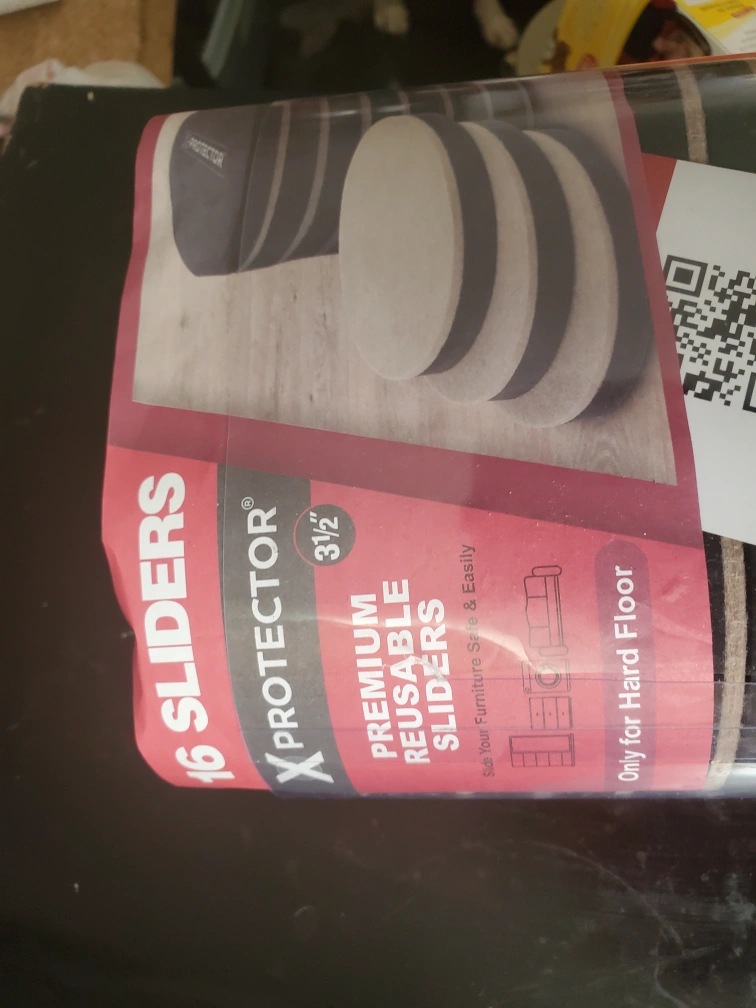 16 SLIDERS
X PROTECTOR®
3½"
PREMIUM
REUSABLE
SLIDERS
Slide Your Furniture Safe & Easily
Only for Hard Floor
PROTECTOR